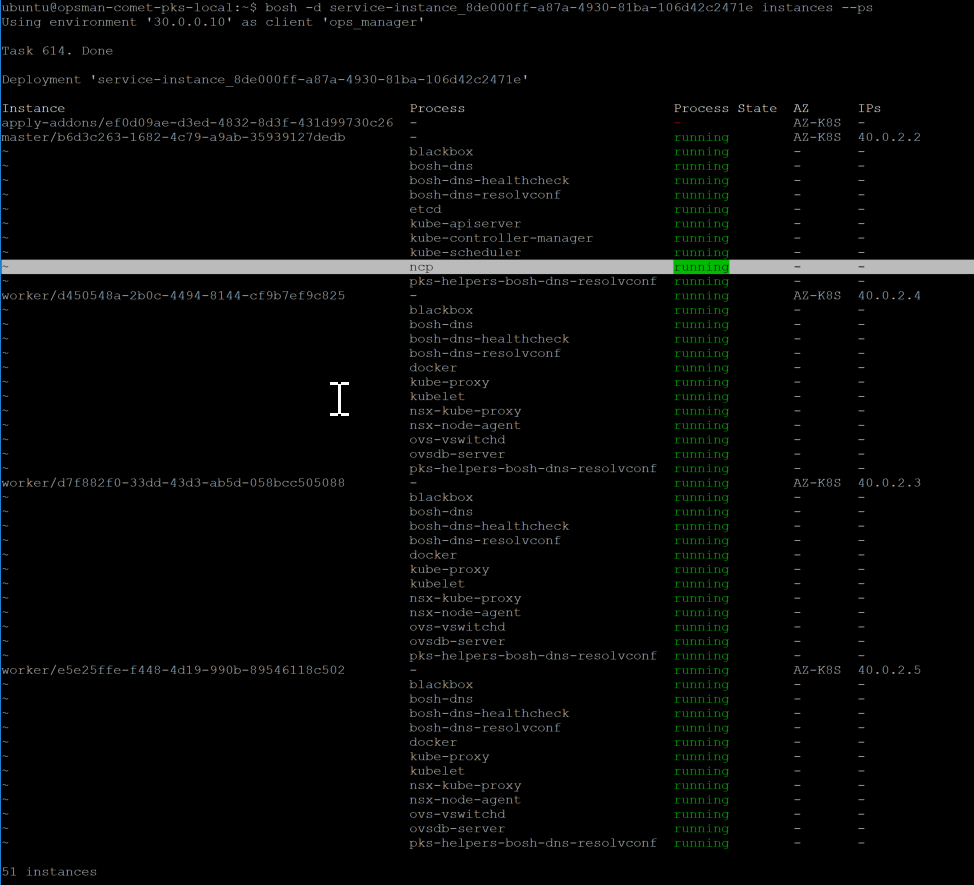 ubuntu@opsman-comet-pks-local:~$ bosh -d service-instance_8de000ff-a87a-4930-81ba-106d42c2471e instances --ps
Using environment '30.0.0.10' as client 'ops_manager'
Task 614. Done
Deployment 'service-instance_8de000ff-a87a-4930-81ba-106d42c2471e'
Instance Process Process State AZ IPs
apply-addons/ef0d09ae-d3ed-4832-8d3f-431d99730c26 - - AZ-K8S -
master/b6d3c263-1682-4c79-a9ab-35939127dedb - running AZ-K8S 40.0.2.2
~ blackbox running - -
~ bosh-dns running - -
~ bosh-dns-healthcheck running - -
~ bosh-dns-resolvconf running - -
~ etcd running - -
~ kube-apiserver running - -
~ kube-controller-manager running - -
~ kube-scheduler running - -
~ ncp running - -
~ pks-helpers-bosh-dns-resolvconf running - -
worker/d450548a-2b0c-4494-8144-cf9b7ef9c825 - running AZ-K8S 40.0.2.4
~ blackbox running - -
~ bosh-dns running - -
~ bosh-dns-healthcheck running - -
~ bosh-dns-resolvconf running - -
~ docker running - -
~ kube-proxy running - -
~ kubelet running - -
~ nsx-kube-proxy running - -
~ nsx-node-agent running - -
~ ovs-vswitchd running - -
~ ovsdb-server running - -
~ pks-helpers-bosh-dns-resolvconf running - -
worker/d7f882f0-33dd-43d3-ab5d-058bcc505088 - running AZ-K8S 40.0.2.3
~ blackbox running - -
~ bosh-dns running - -
~ bosh-dns-healthcheck running - -
~ bosh-dns-resolvconf running - -
~ docker running - -
~ kube-proxy running - -
~ kubelet running - -
~ nsx-kube-proxy running - -
~ nsx-node-agent running - -
~ ovs-vswitchd running - -
~ ovsdb-server running - -
~ pks-helpers-bosh-dns-resolvconf running - -
worker/e5e25ffe-f448-4d19-990b-89546118c502 - running AZ-K8S 40.0.2.5
~ blackbox running - -
~ bosh-dns running - -
~ bosh-dns-healthcheck running - -
~ bosh-dns-resolvconf running - -
~ docker running - -
~ kube-proxy running - -
~ kubelet running - -
~ nsx-kube-proxy running - -
~ nsx-node-agent running - -
~ ovs-vswitchd running - -
~ ovsdb-server running - -
~ pks-helpers-bosh-dns-resolvconf running - -
51 instances